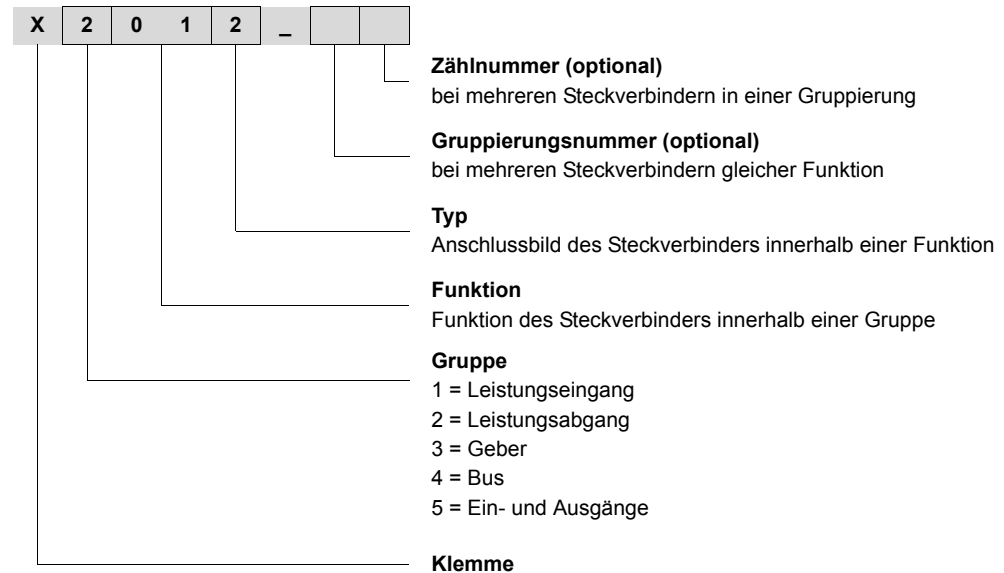 X 2 0 1 2 _
Zählnummer (optional)
bei mehreren Steckverbindern in einer Gruppierung
Gruppierungsnummer (optional)
bei mehreren Steckverbindern gleicher Funktion
Typ
Anschlussbild des Steckverbinders innerhalb einer Funktion
Funktion
Funktion des Steckverbinders innerhalb einer Gruppe
Gruppe
1 = Leistungseingang
2 = Leistungsabgang
3 = Geber
4 = Bus
5 = Ein- und Ausgänge
Klemme